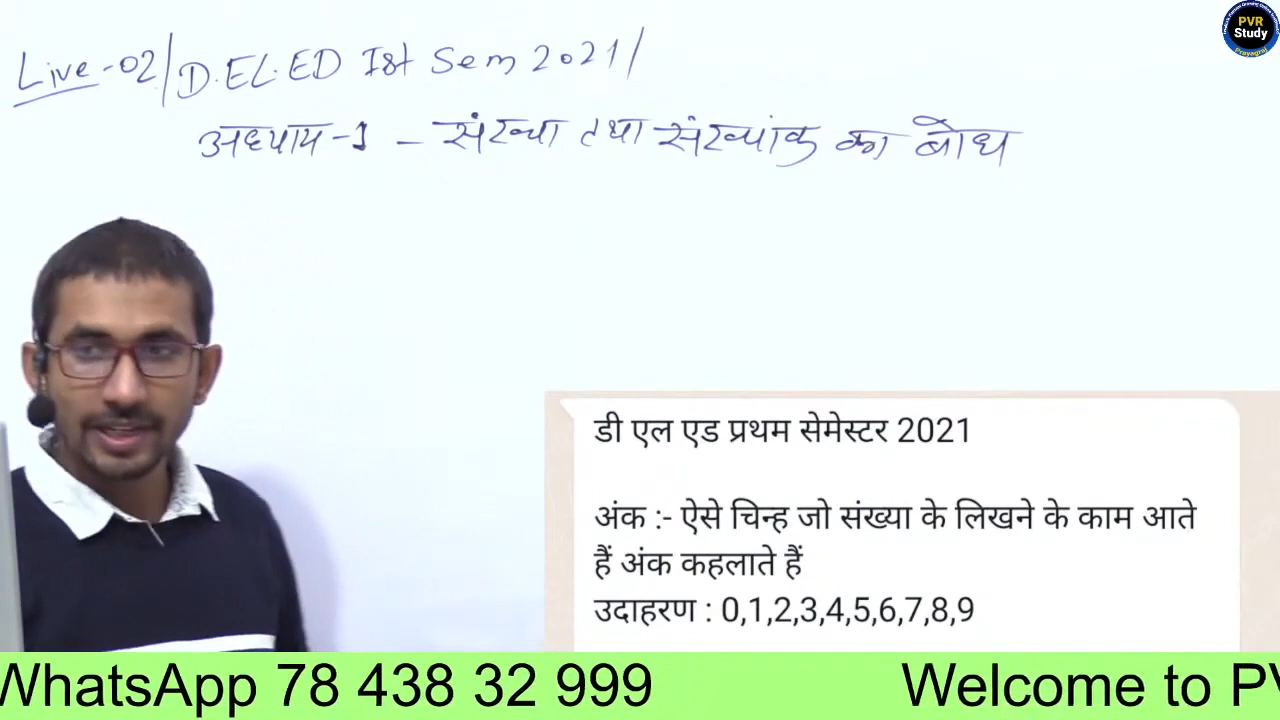 Live-02/D.EL.ED Ist Sem 2021/
अध्याय-1 - संख्या तथा संख्यांक का बोध
PVR
Study
Prayagraj
डी एल एड प्रथम सेमेस्टर 2021
अंक :- ऐसे चिन्ह जो संख्या के लिखने के काम आते
हैं अंक कहलाते हैं
उदाहरण : 0,1,2,3,4,5,6,7,8,9
WhatsApp 78 438 32 999
Welcome to PV